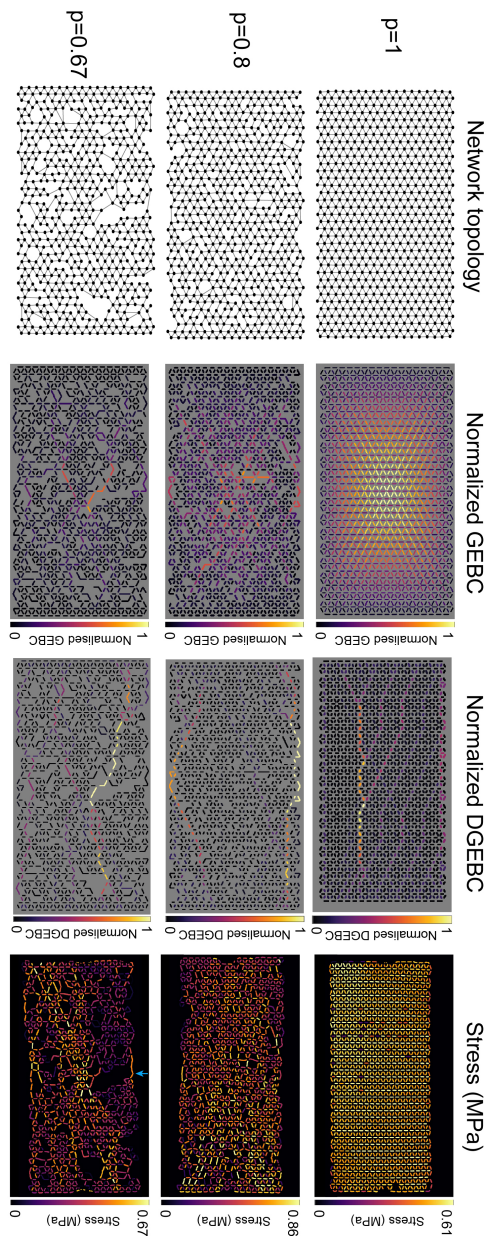 Network topology
Normalized GEBC
Normalized DGEBC
Stress (MPa)
p=1
0
1
Normalised GEBC
0
1
Normalised DGEBC
0
0.61
Stress (MPa)
p=0.8
0
1
Normalised GEBC
0
1
Normalised DGEBC
0
0.86
Stress (MPa)
p=0.67
0
1
Normalised GEBC
0
1
Normalised DGEBC
0
0.67
Stress (MPa)